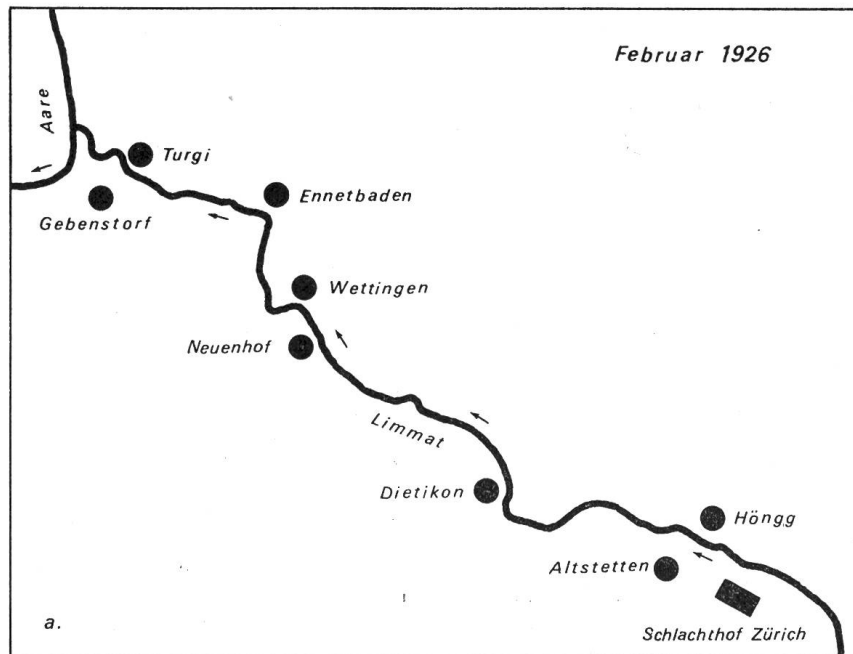 Februar 1926
Aare
Turgi
Ennetbaden
Gebenstorf
Wettingen
Neuenhof
Limmat
Dietikon
Höngg
Altstetten
Schlachthof Zürich
a.